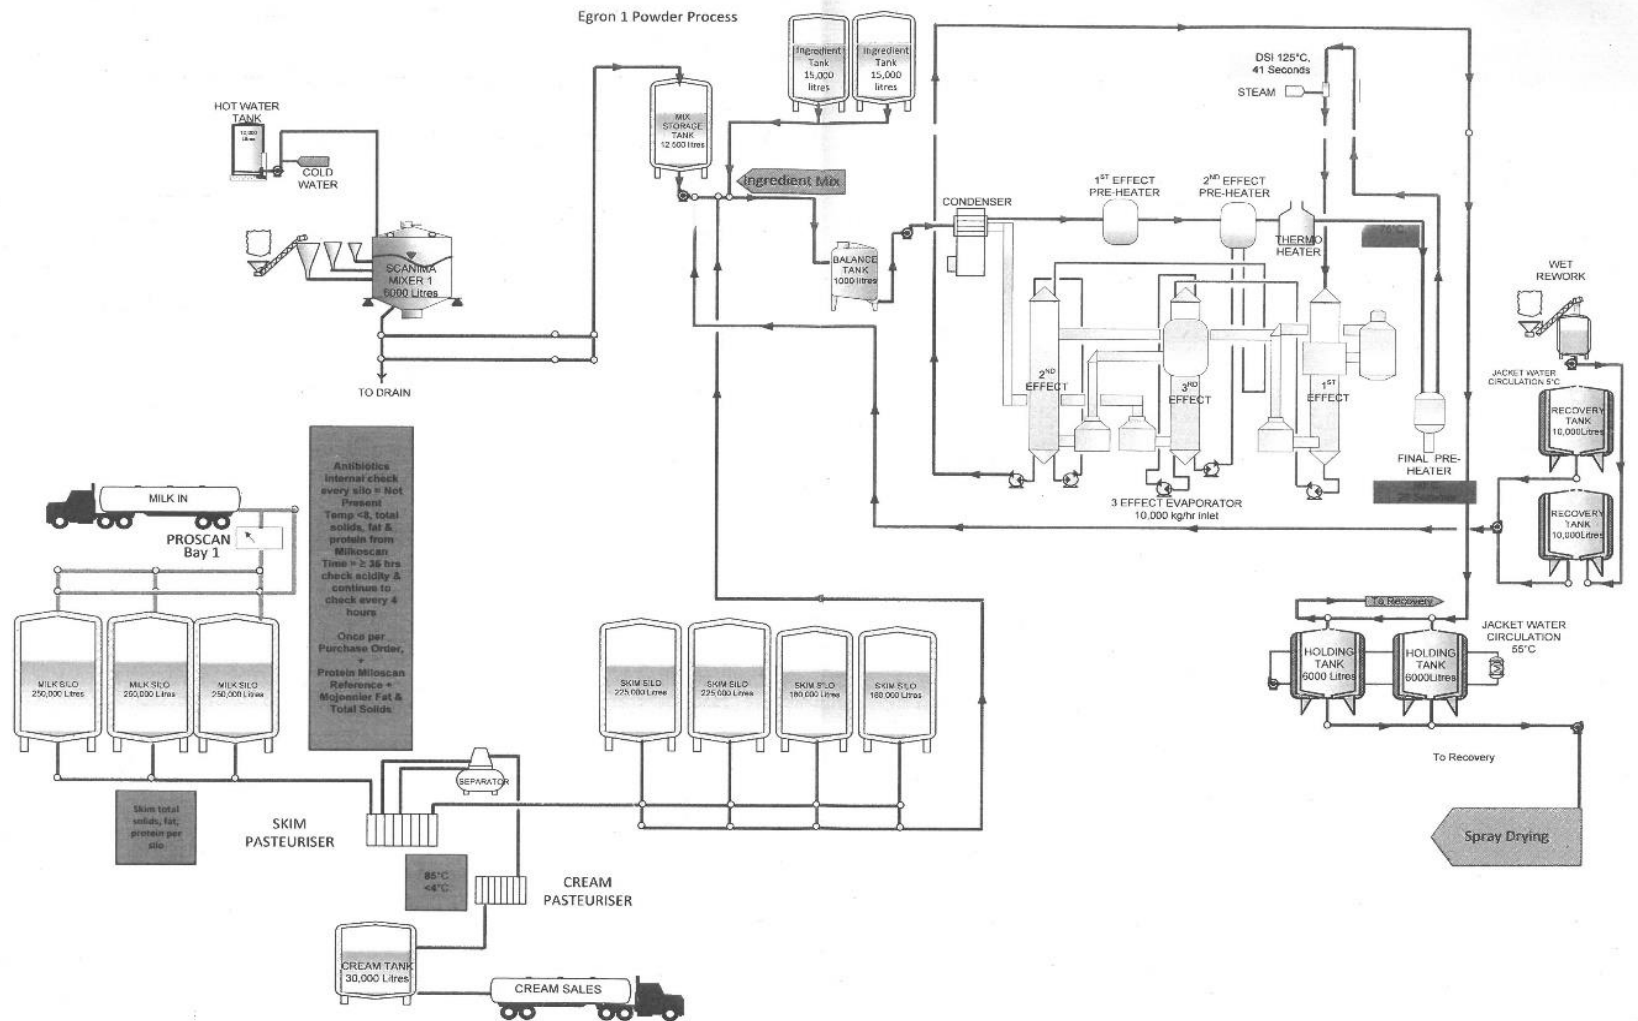 Egron 1 Powder Process
Ingredient
Tank
15,000
litres
Ingredient
Tank
15,000
litres
DSI 125°C,
41 Seconds
STEAM
HOT WATER
TANK
Litres
COLD
WATER
MIX
STORAGE
TANK
12 500 litres
Ingredient Mix
1ST EFFECT
PRE-HEATER
2ND EFFECT
PRE-HEATER
CONDENSER
THERMO
HEATER
SCANIMA
MIXER 1
6000 Litres
BALANCE
TANK
1000 litres
WET
REWORK
TO DRAIN
2ND
EFFECT
3RD
EFFECT
1ST
EFFECT
JACKET WATER
CIRCULATION 5°C
RECOVERY
TANK
10,000Litres
FINAL PRE-
HEATER
3 EFFECT EVAPORATOR
10,000 kg/hr inlet
RECOVERY
TANK
10,000Litres
MILK IN
PROSCAN
Bay 1
Antibiotics
internal check
every silo = Not
Present
Temp <8, total
solids, fat &
protein from
Milkoscan
Time = ≥ 36 hrs
check acidity &
continue to
check every 4
hours
Once per
Purchase Order,
+
Protein Miloscan
Reference +
Mojonnier Fat &
Total Solids
To Recovery
JACKET WATER
CIRCULATION
55°C
HOLDING
TANK
6000 Litres
HOLDING
TANK
6000Litres
MILK SILO
250,000 Litres
MILK SILO
250,000 Litres
MILK SILO
250,000 Litres
SKIM SILO
225,000 Litres
SKIM SILO
225,000 Litres
SKIM SILO
180,000 Litres
SKIM SILO
180,000 Litres
To Recovery
SEPARATOR
Skim total
solids, fat,
protein per
silo
SKIM
PASTEURISER
Spray Drying
85°C
<4°C
CREAM
PASTEURISER
CREAM TANK
30,000 Litres
CREAM SALES